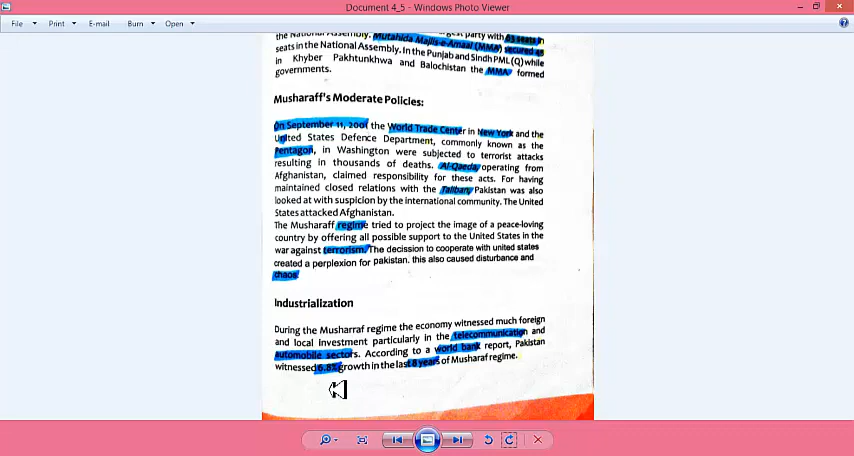 Document 4_5 - Windows Photo Viewer
File Print E-mail Burn Open
the National Assembly. party with 63 seats in
Mutahida Majlis-e-Amaal (MMA) secured 45
seats in the National Assembly. In the Punjab and Sindh PML(Q) while
in Khyber Pakhtunkhwa and Balochistan the MMA formed
governments.
Musharaff's Moderate Policies:
On September 11, 2001 the World Trade Center in New York and the
United States Defence Department, commonly known as the
Pentagon, in Washington were subjected to terrorist attacks
resulting in thousands of deaths. Al-Qaeda operating from
Afghanistan, claimed responsibility for these acts. For having
maintained closed relations with the Taliban, Pakistan was also
looked at with suspicion by the international community. The United
States attacked Afghanistan.
The Musharaff regime tried to project the image of a peace-loving
country by offering all possible support to the United States in the
war against terrorism. The decission to cooperate with united states
created a perplexion for pakistan. this also caused disturbance and
chaos.
Industrialization
During the Musharraf regime the economy witnessed much foreign
and local investment particularly in the telecommunication and
automobile sectors. According to a world bank report, Pakistan
witnessed 6.8% growth in the last 8 years of Musharaf regime.